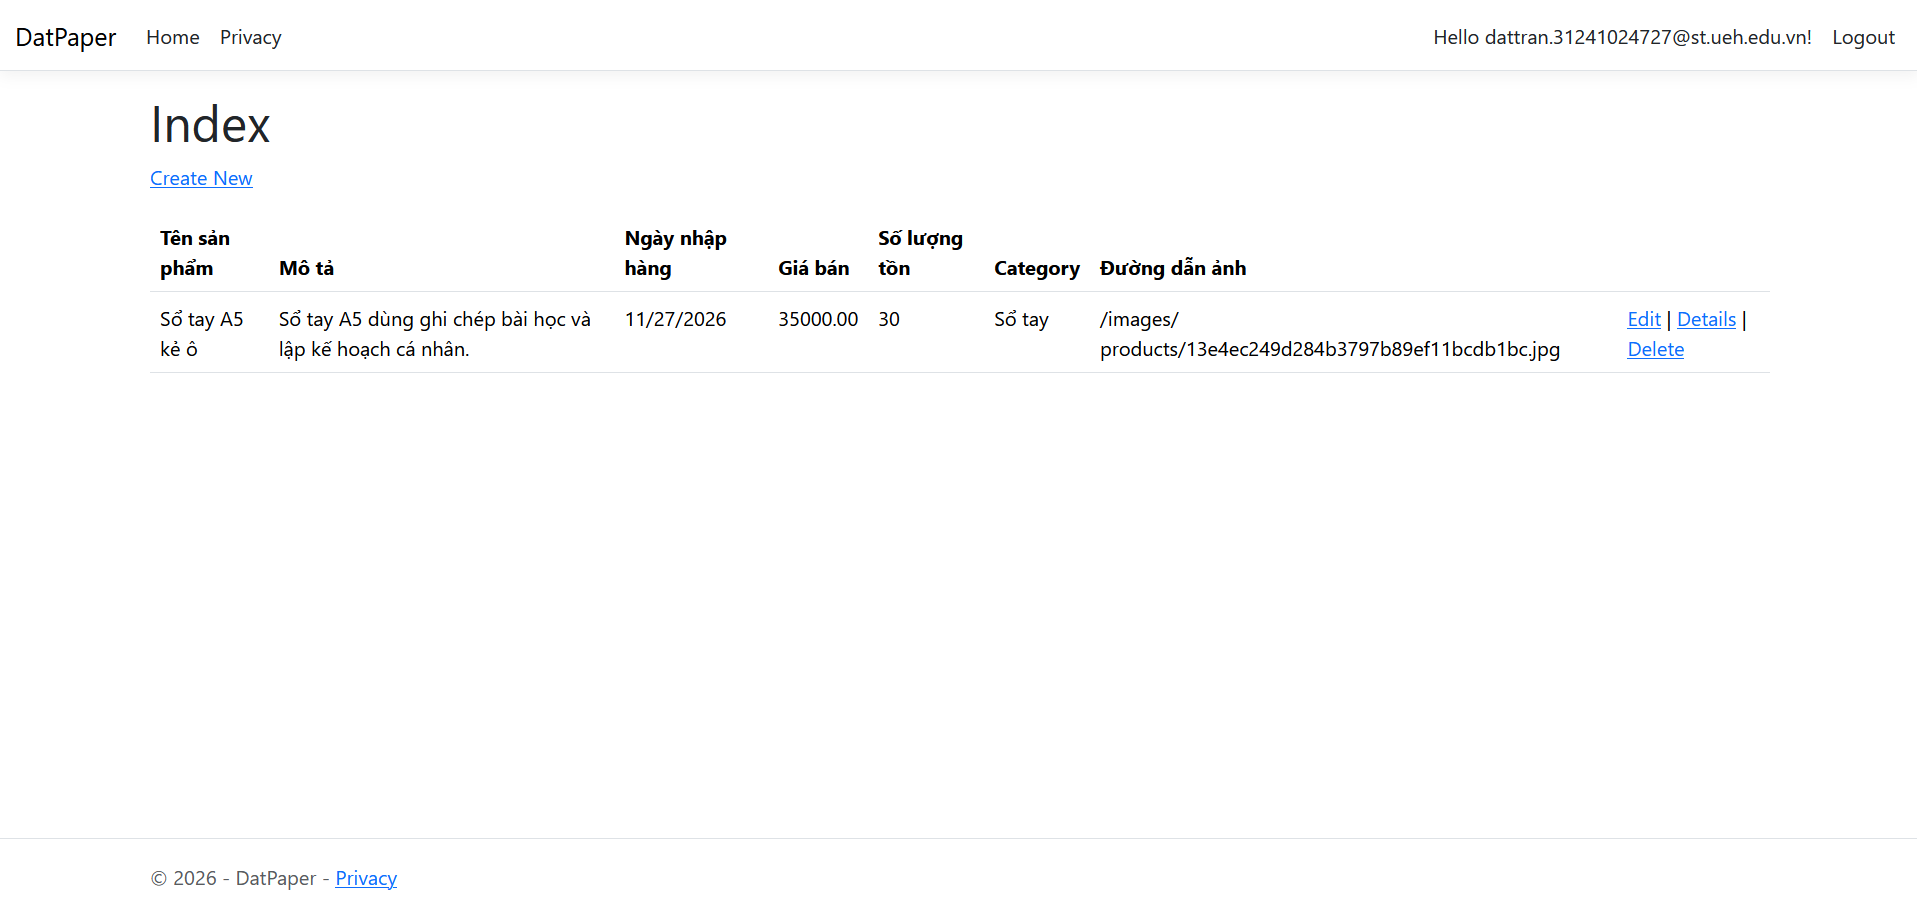 DatPaper Home Privacy Hello dattran.31241024727@st.ueh.edu.vn! Logout
Index
Create New
Tên sản phẩm Mô tả Ngày nhập hàng Giá bán Số lượng tồn Category Đường dẫn ảnh
Sổ tay A5 kẻ ô Sổ tay A5 dùng ghi chép bài học và lập kế hoạch cá nhân. 11/27/2026 35000.00 30 Sổ tay /images/products/13e4ec249d284b3797b89ef11bcdb1bc.jpg Edit | Details | Delete
© 2026 - DatPaper - Privacy